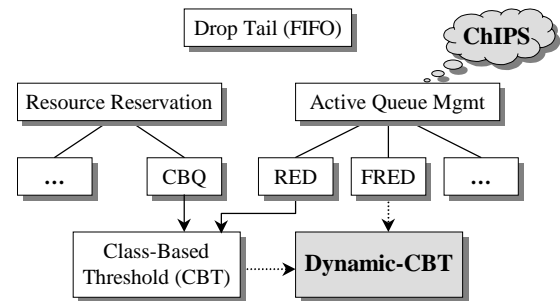 Drop Tail (FIFO)
ChIPS
Resource Reservation
Active Queue Mgmt
...
CBQ
RED
FRED
...
Class-Based
Threshold (CBT)
Dynamic-CBT